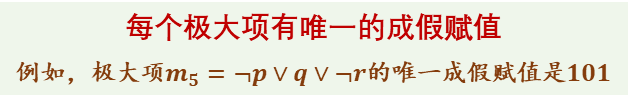 每个极大项有唯一的成假赋值
例如，极大项m₅ = ¬p ∨ q ∨ ¬r的唯一成假赋值是101